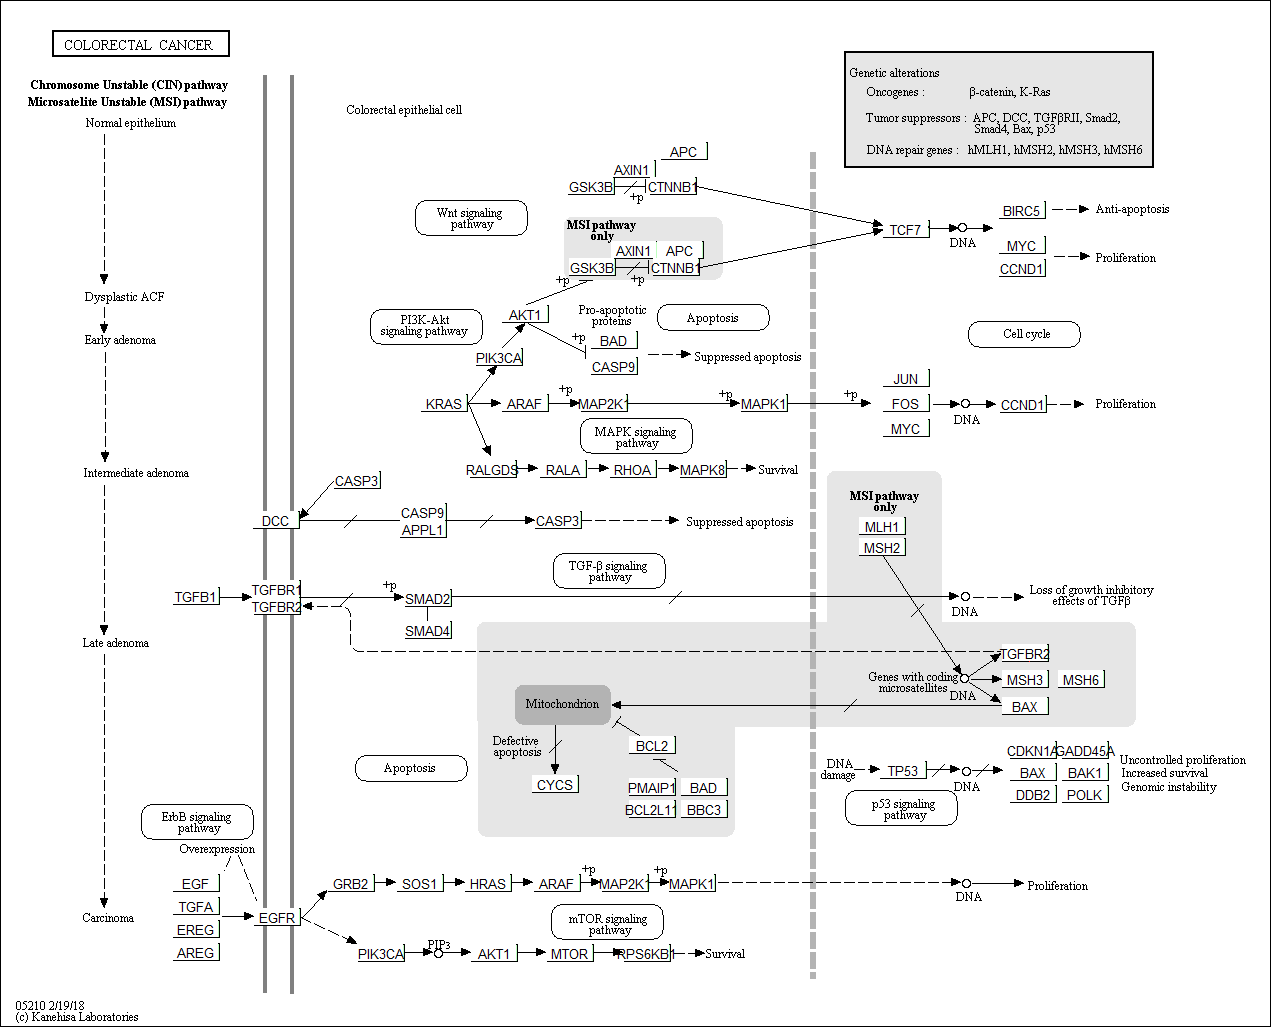 COLORECTAL CANCER
Chromosome Unstable (CIN) pathway
Microsatelite Unstable (MSI) pathway
Normal epithelium
Dysplastic ACF
Early adenoma
Intermediate adenoma
Late adenoma
Carcinoma
Colorectal epithelial cell
Genetic alterations
Oncogenes : β-catenin, K-Ras
Tumor suppressors : APC, DCC, TGFβRII, Smad2,
Smad4, Bax, p53
DNA repair genes : hMLH1, hMSH2, hMSH3, hMSH6
APC
AXIN1
GSK3B
CTNNB1
+p
Wnt signaling
pathway
MSI pathway
only
AXIN1
APC
GSK3B
CTNNB1
+p
+p
TCF7
DNA
BIRC5
Anti-apoptosis
MYC
CCND1
Proliferation
PI3K-Akt
signaling pathway
AKT1
Pro-apoptotic
proteins
Apoptosis
+p
BAD
CASP9
Suppressed apoptosis
Cell cycle
PIK3CA
KRAS
ARAF
+p
MAP2K1
+p
MAPK1
+p
JUN
FOS
MYC
DNA
CCND1
Proliferation
MAPK signaling
pathway
RALGDS
RALA
RHOA
MAPK8
Survival
CASP3
DCC
CASP9
APPL1
CASP3
Suppressed apoptosis
MSI pathway
only
MLH1
MSH2
TGF-β signaling
pathway
TGFB1
TGFBR1
TGFBR2
+p
SMAD2
SMAD4
DNA
Loss of growth inhibitory
effects of TGFβ
Genes with coding
microsatellites
DNA
TGFBR2
MSH3
MSH6
BAX
Mitochondrion
Defective
apoptosis
CYCS
BCL2
PMAIP1
BAD
BCL2L11
BBC3
Apoptosis
DNA
damage
TP53
DNA
CDKN1A
GADD45A
BAX
BAK1
DDB2
POLK
Uncontrolled proliferation
Increased survival
Genomic instability
p53 signaling
pathway
ErbB signaling
pathway
Overexpression
EGF
TGFA
EREG
AREG
EGFR
GRB2
SOS1
HRAS
ARAF
+p
MAP2K1
+p
MAPK1
DNA
Proliferation
mTOR signaling
pathway
PIK3CA
PIP3
AKT1
MTOR
RPS6KB1
Survival
05210 2/19/18
(c) Kanehisa Laboratories